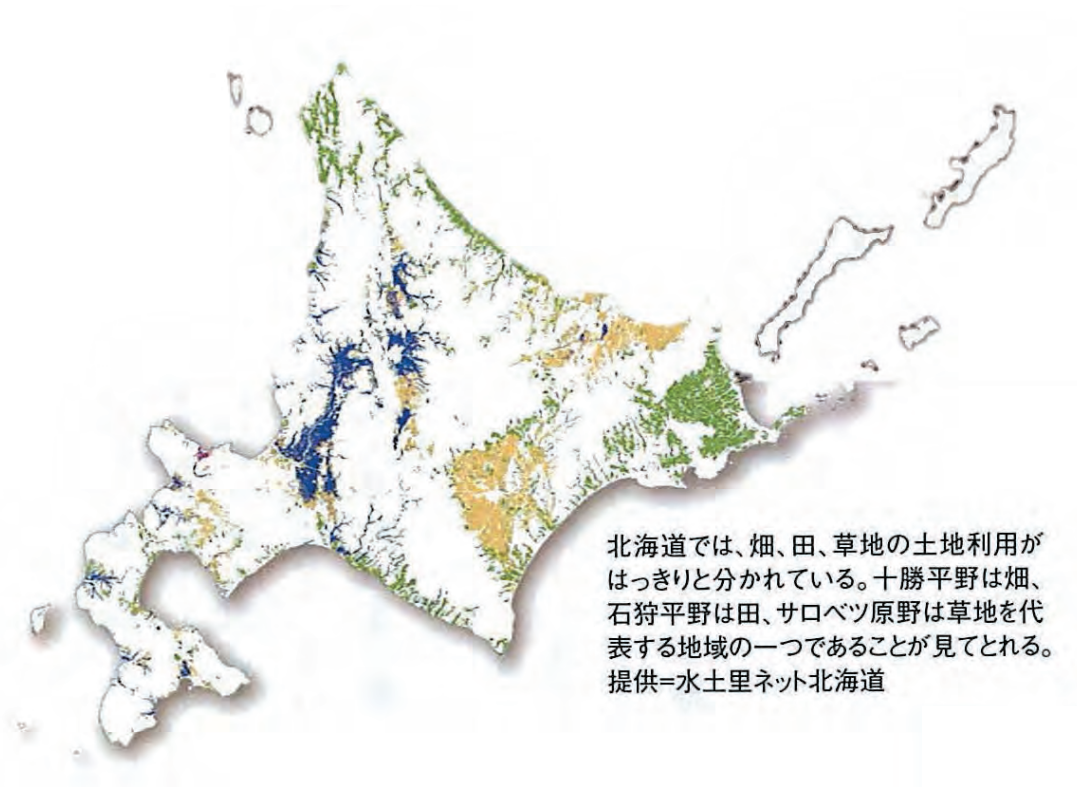 北海道では、畑、田、草地の土地利用が
はっきりと分かれている。十勝平野は畑、
石狩平野は田、サロベツ原野は草地を代
表する地域の一つであることが見てとれる。
提供=水土里ネット北海道